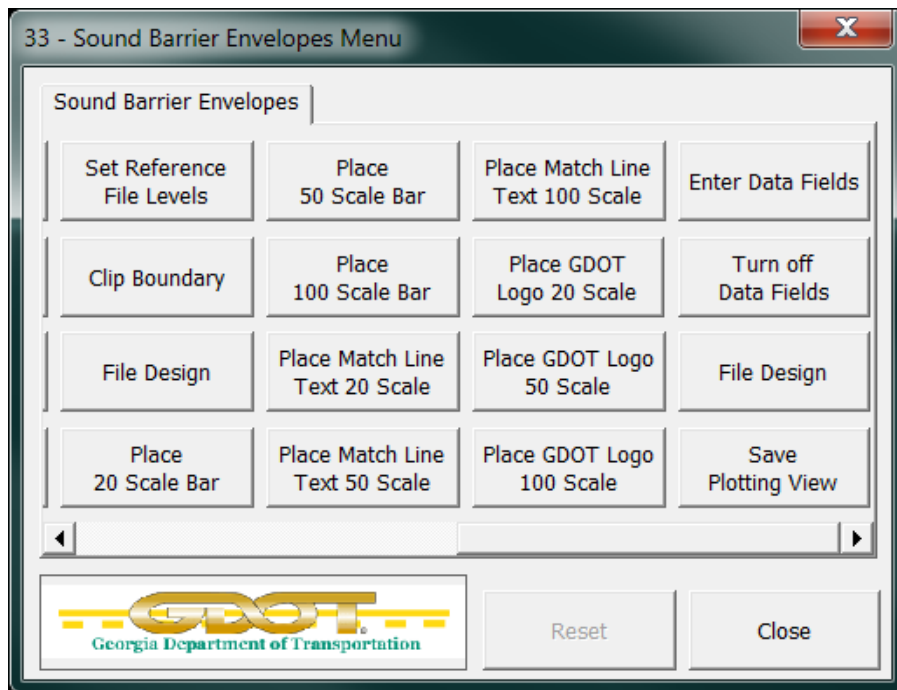 33 - Sound Barrier Envelopes Menu
X
Sound Barrier Envelopes
Set Reference
File Levels
Place
50 Scale Bar
Place Match Line
Text 100 Scale
Enter Data Fields
Clip Boundary
Place
100 Scale Bar
Place GDOT
Logo 20 Scale
Turn off
Data Fields
File Design
Place Match Line
Text 20 Scale
Place GDOT Logo
50 Scale
File Design
Place
20 Scale Bar
Place Match Line
Text 50 Scale
Place GDOT Logo
100 Scale
Save
Plotting View
GDOT®
Georgia Department of Transportation
Reset
Close